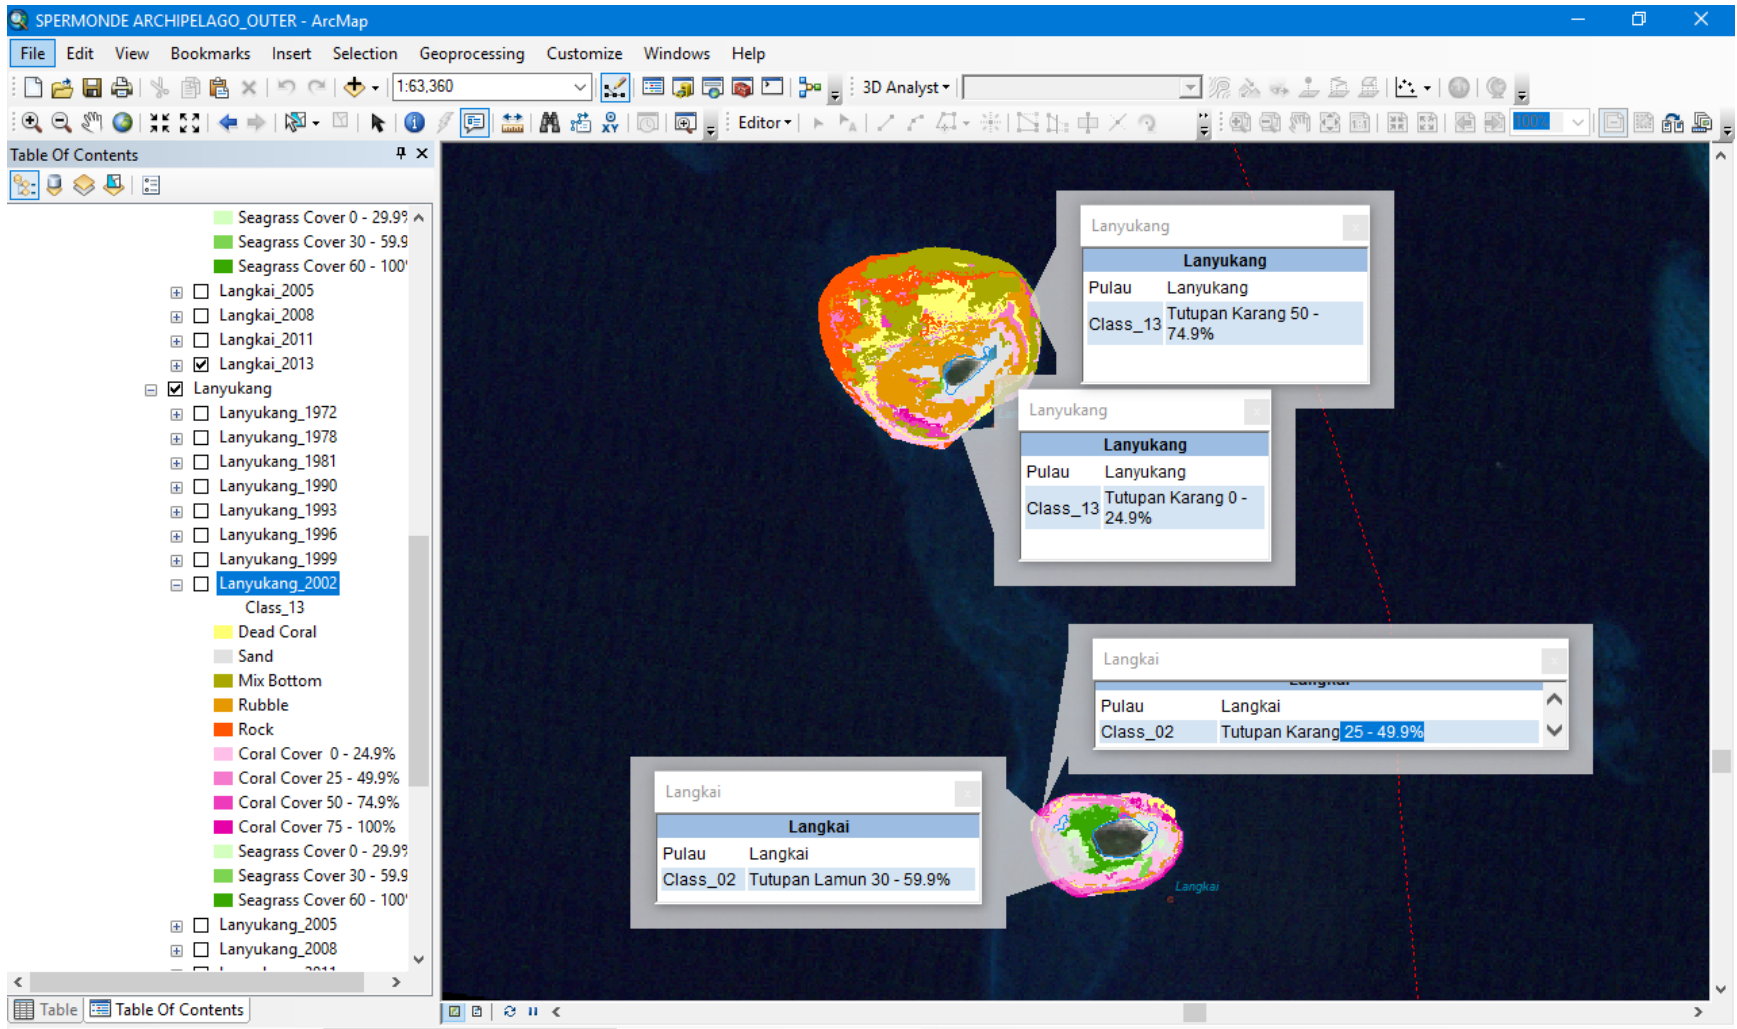 SPERMONDE ARCHIPELAGO_OUTER - ArcMap
File Edit View Bookmarks Insert Selection Geoprocessing Customize Windows Help
1:63,360
3D Analyst
Editor
100%
Table Of Contents
Seagrass Cover 0 - 29.9%
Seagrass Cover 30 - 59.9
Seagrass Cover 60 - 100
Langkai_2005
Langkai_2008
Langkai_2011
Langkai_2013
Lanyukang
Lanyukang_1972
Lanyukang_1978
Lanyukang_1981
Lanyukang_1990
Lanyukang_1993
Lanyukang_1996
Lanyukang_1999
Lanyukang_2002
Class_13
Dead Coral
Sand
Mix Bottom
Rubble
Rock
Coral Cover 0 - 24.9%
Coral Cover 25 - 49.9%
Coral Cover 50 - 74.9%
Coral Cover 75 - 100%
Seagrass Cover 0 - 29.9%
Seagrass Cover 30 - 59.9
Seagrass Cover 60 - 100
Lanyukang_2005
Lanyukang_2008
Table
Table Of Contents
Lanyukang
Lanyukang
Pulau Lanyukang
Class_13 Tutupan Karang 50 -
74.9%
Lanyukang
Lanyukang
Pulau Lanyukang
Class_13 Tutupan Karang 0 -
24.9%
Langkai
Pulau Langkai
Class_02 Tutupan Karang 25 - 49.9%
Langkai
Langkai
Pulau Langkai
Class_02 Tutupan Lamun 30 - 59.9%
Langkai